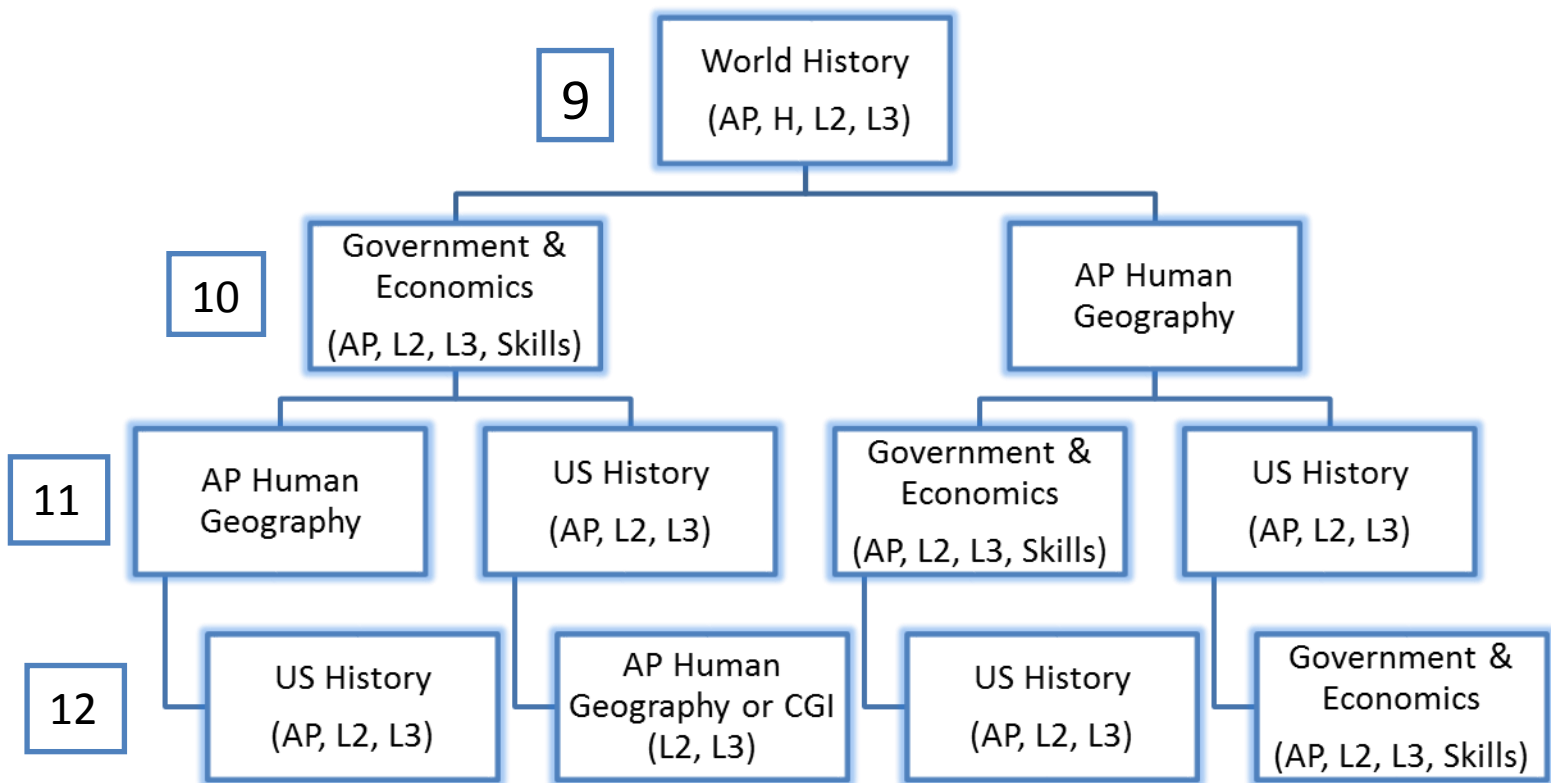 9
World History
(AP, H, L2, L3)
10
Government &
Economics
(AP, L2, L3, Skills)
AP Human
Geography
11
AP Human
Geography
US History
(AP, L2, L3)
Government &
Economics
(AP, L2, L3, Skills)
US History
(AP, L2, L3)
12
US History
(AP, L2, L3)
AP Human
Geography or CGI
(L2, L3)
US History
(AP, L2, L3)
Government &
Economics
(AP, L2, L3, Skills)